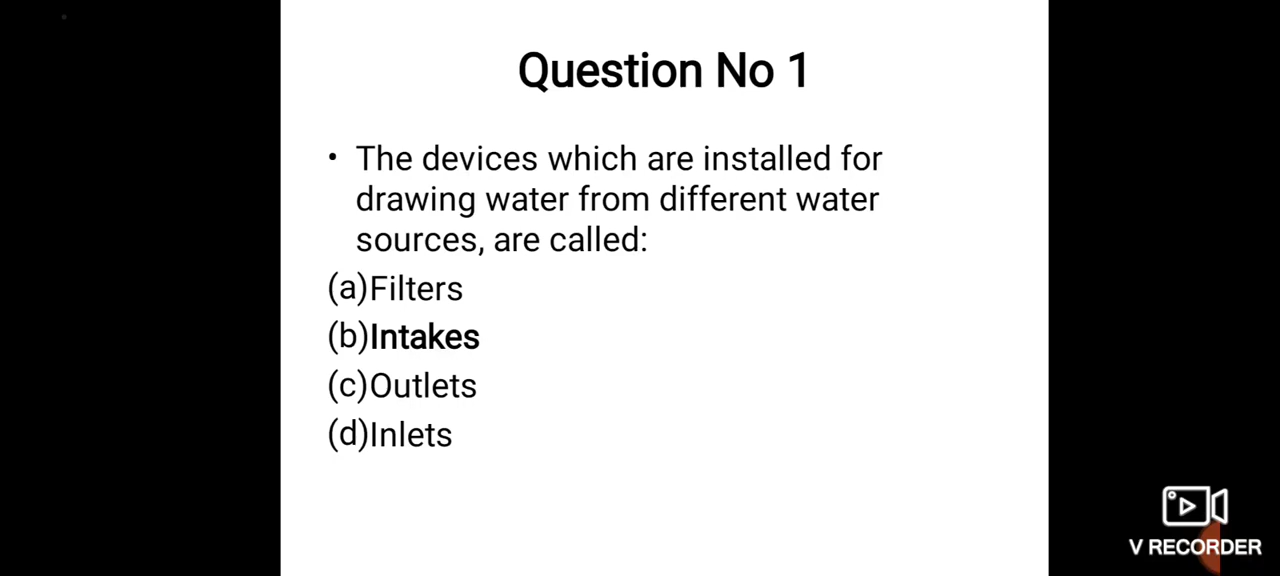 Question No 1
• The devices which are installed for
drawing water from different water
sources, are called:
(a)Filters
(b)Intakes
(c)Outlets
(d)Inlets
V RECORDER